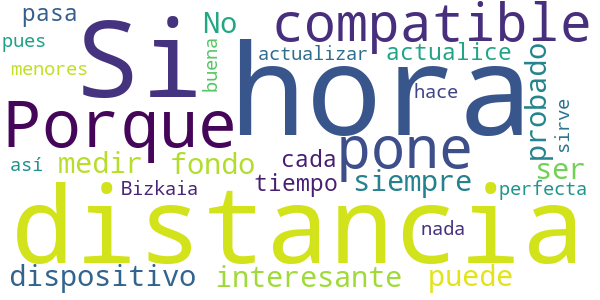 pasa
Si
No
compatible
pues
hora
buena
actualizar
actualice
menores
hace
probado
Porque
pone
sirve
así
medir
fondo
cada
siempre
ser
Bizkaia
tiempo
perfecta
distancia
nada
dispositivo
interesante
puede